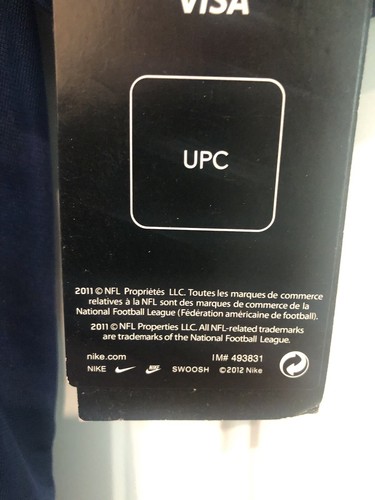 VISA
UPC
2011 © NFL Propriétés LLC. Toutes les marques de commerce
relatives à la NFL sont des marques de commerce de la
National Football League (Fédération américaine de football).
2011 © NFL Properties LLC. All NFL-related trademarks
are trademarks of the National Football League.
nike.com IM# 493831
NIKE SWOOSH ©2012 Nike